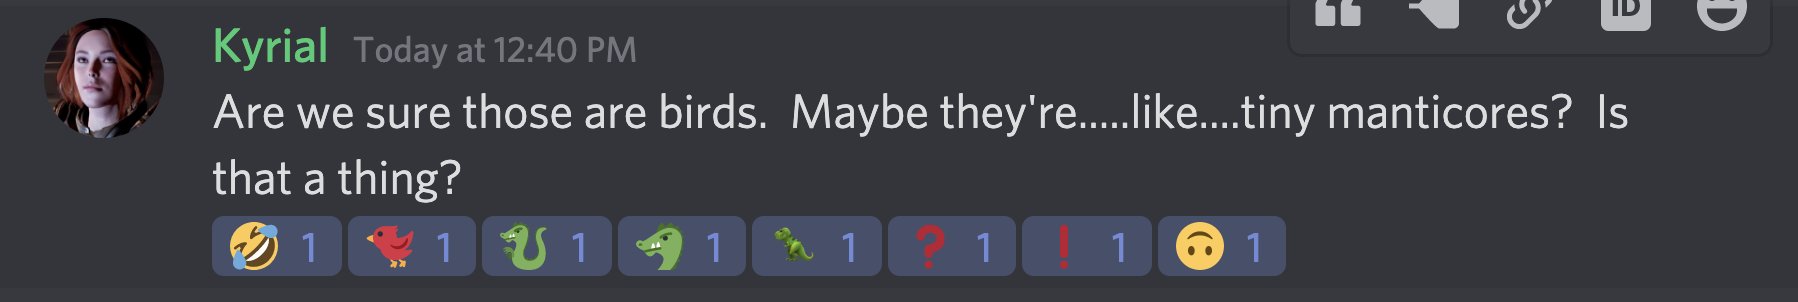 Kyrial Today at 12:40 PM
Are we sure those are birds.  Maybe they're.....like....tiny manticores?  Is
that a thing?
1 1 1 1 1 1 1 1
ID